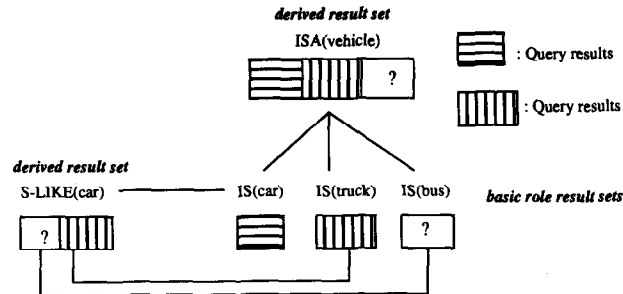 derived result set
ISA(vehicle)
?
: Query results
: Query results
derived result set
S-LIKE(car)
IS(car)
IS(truck)
IS(bus)
basic role result sets
?
?